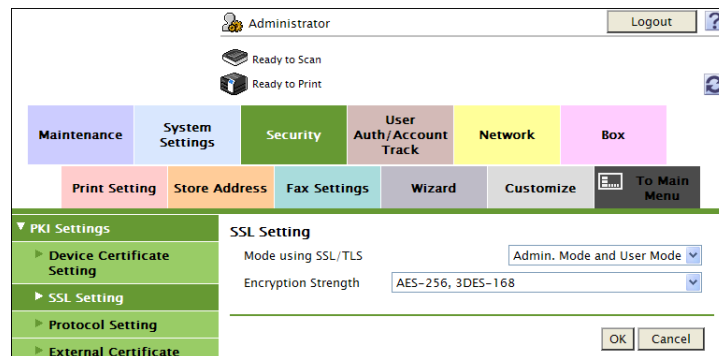 Administrator
Logout
?
Ready to Scan
Ready to Print
Maintenance
System
Settings
Security
User
Auth/Account
Track
Network
Box
Print Setting
Store Address
Fax Settings
Wizard
Customize
To Main
Menu
PKI Settings
Device Certificate
Setting
SSL Setting
Protocol Setting
External Certificate
SSL Setting
Mode using SSL/TLS
Admin. Mode and User Mode
Encryption Strength
AES-256, 3DES-168
OK
Cancel